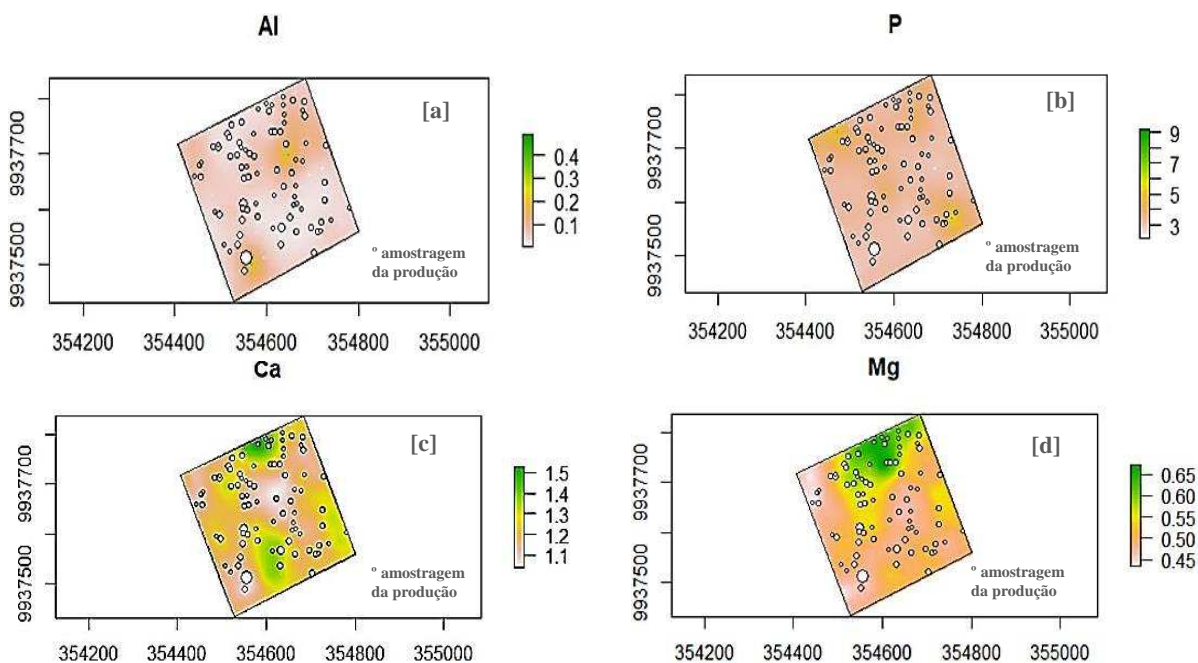 Al
[a]
9937700
9937500
0.4
0.3
0.2
0.1
º amostragem
da produção
354200 354400 354600 354800 355000
P
[b]
9937700
9937500
9
7
5
3
º amostragem
da produção
354200 354400 354600 354800 355000
Ca
[c]
9937700
9937500
1.5
1.4
1.3
1.2
1.1
º amostragem
da produção
354200 354400 354600 354800 355000
Mg
[d]
9937700
9937500
0.65
0.60
0.55
0.50
0.45
º amostragem
da produção
354200 354400 354600 354800 355000